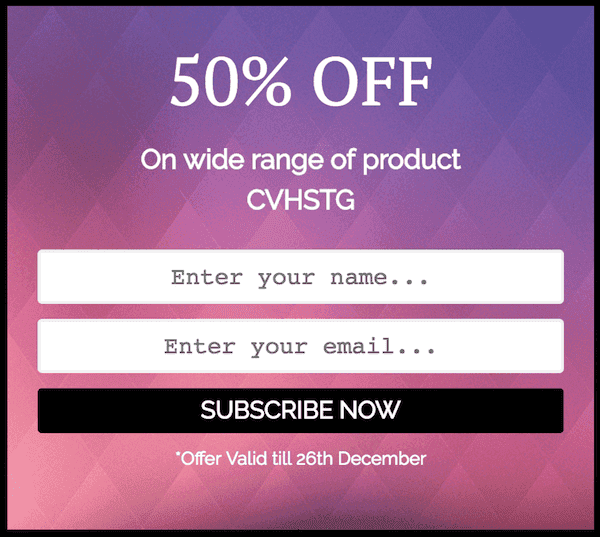 50% OFF
On wide range of product
CVHSTG
Enter your name...
Enter your email...
SUBSCRIBE NOW
*Offer Valid till 26th December